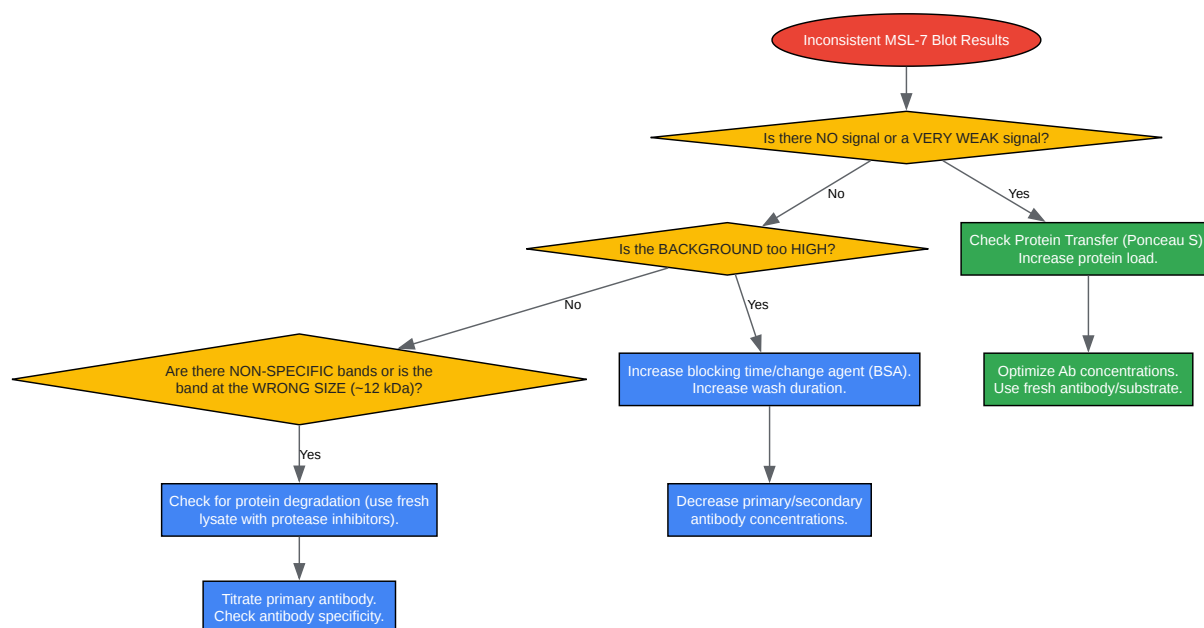 Inconsistent MSL-7 Blot Results
Is there NO signal or a VERY WEAK signal?
No
Yes
Is the BACKGROUND too HIGH?
Check Protein Transfer (Ponceau S)
Increase protein load.
No
Yes
Are there NON-SPECIFIC bands or is the
band at the WRONG SIZE (~12 kDa)?
Increase blocking time/change agent (BSA).
Increase wash duration.
Optimize Ab concentrations.
Use fresh antibody/substrate.
Yes
Check for protein degradation (use fresh
lysate with protease inhibitors).
Decrease primary/secondary
antibody concentrations.
Titrate primary antibody.
Check antibody specificity.